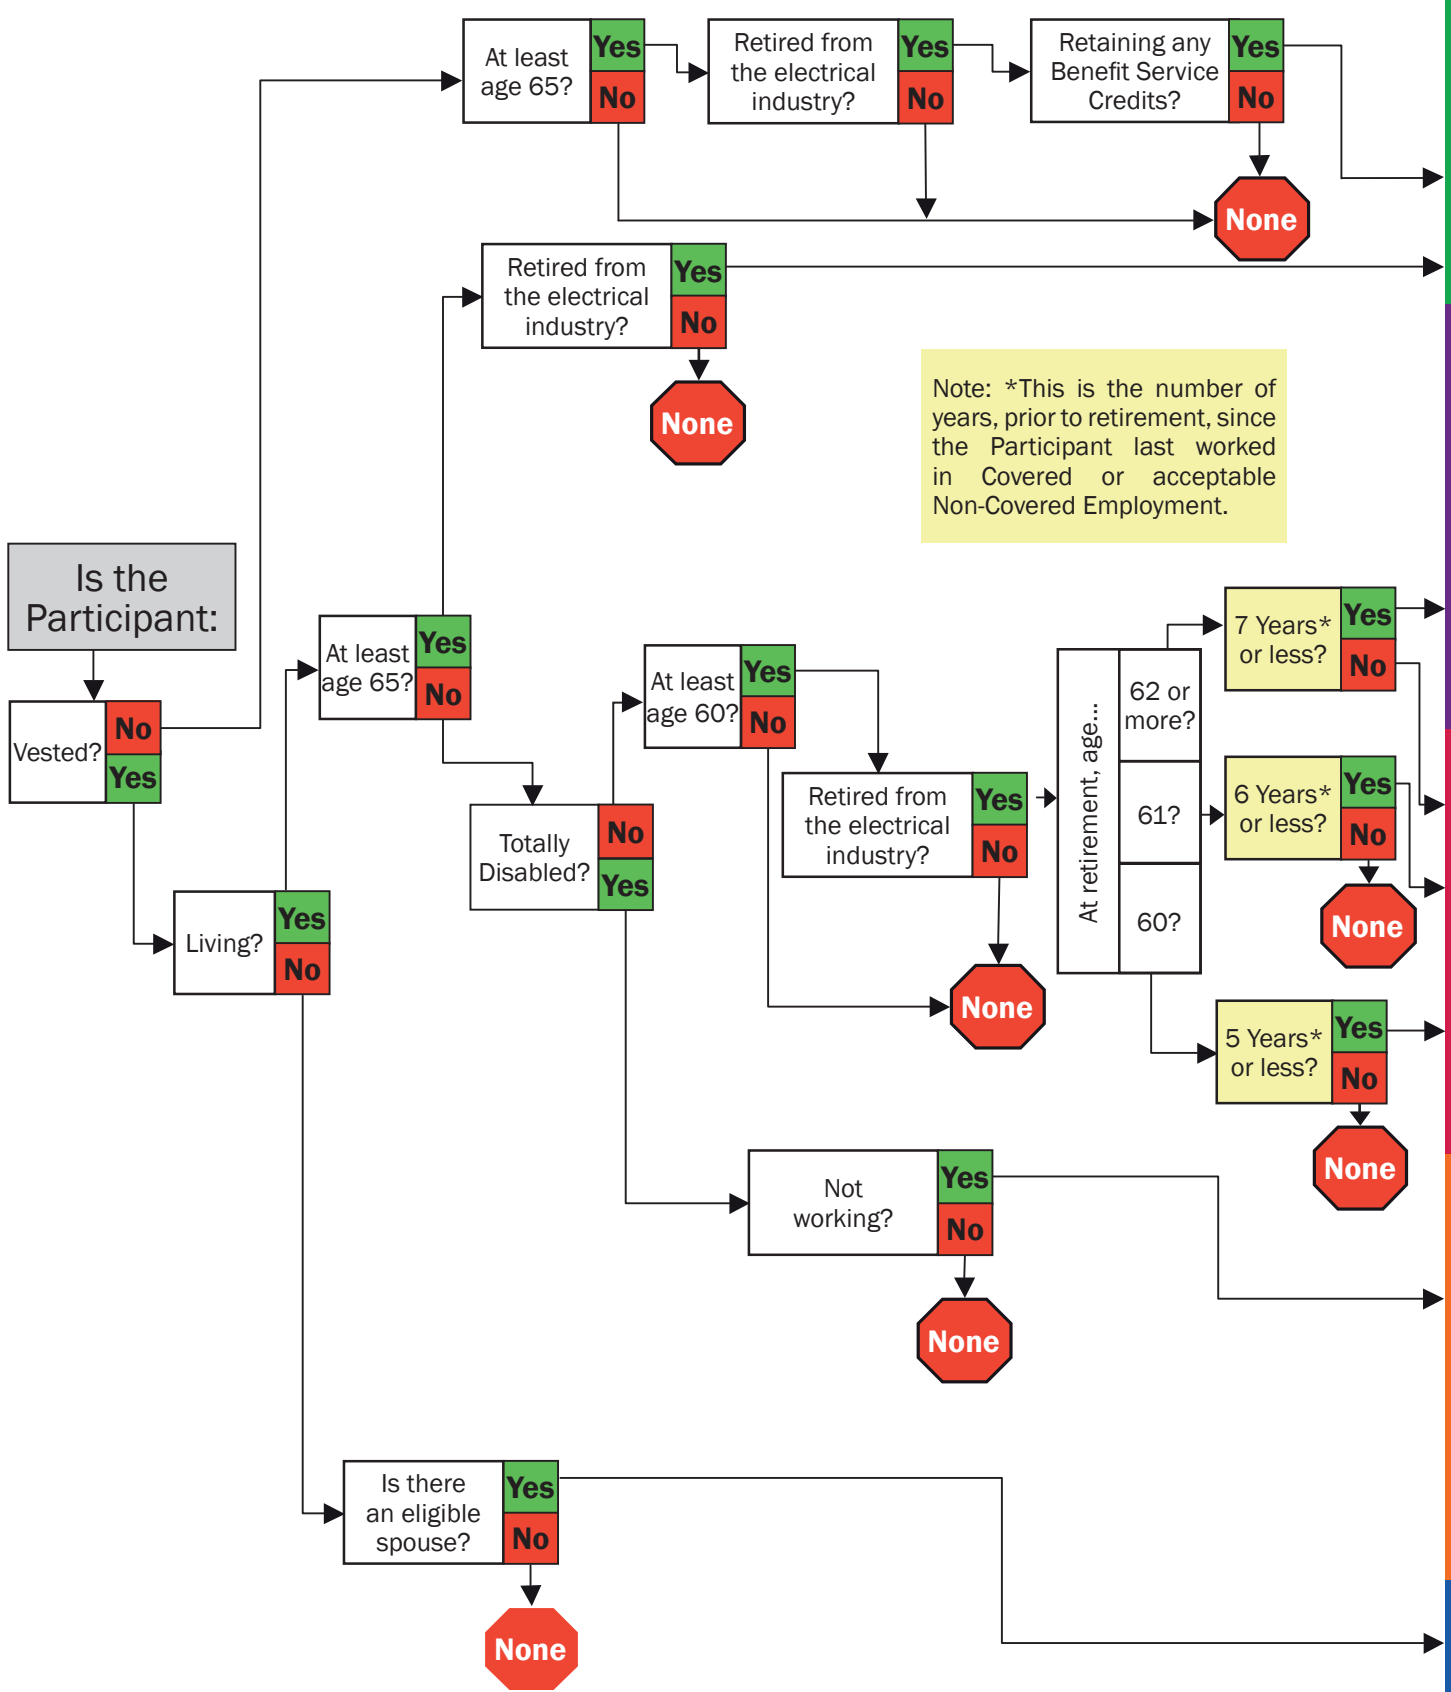 At least
age 65?
Yes
No
Retired from
the electrical
industry?
Yes
No
Retaining any
Benefit Service
Credits?
Yes
No
None
Retired from
the electrical
industry?
Yes
No
None
Note: *This is the number of
years, prior to retirement, since
the Participant last worked
in Covered or acceptable
Non-Covered Employment.
Is the
Participant:
Vested?
No
Yes
Living?
Yes
No
At least
age 65?
Yes
No
Totally
Disabled?
No
Yes
At least
age 60?
Yes
No
Retired from
the electrical
industry?
Yes
No
None
At retirement, age...
62 or
more?
61?
60?
7 Years*
or less?
Yes
No
6 Years*
or less?
Yes
No
None
5 Years*
or less?
Yes
No
None
Not
working?
Yes
No
None
Is there
an eligible
spouse?
Yes
No
None